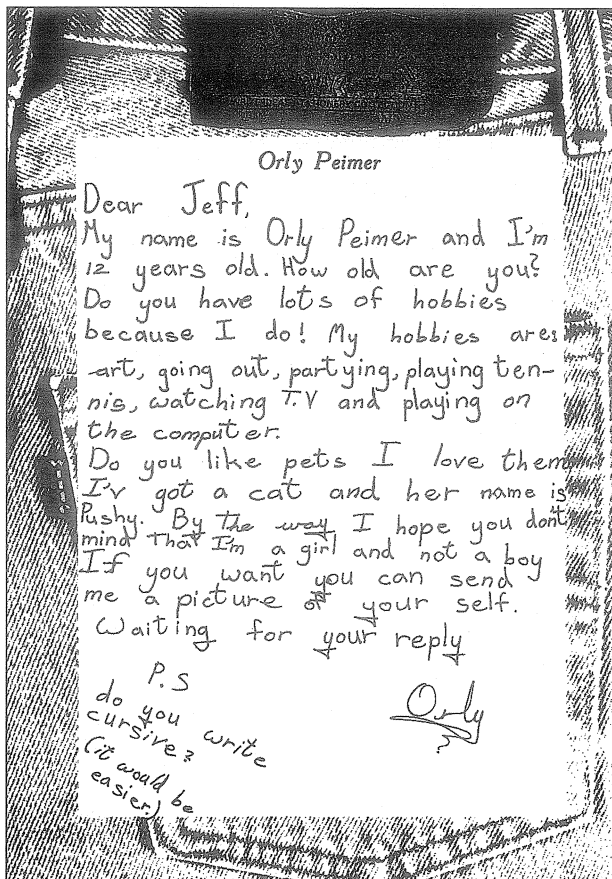 Orly Peimer
Dear Jeff,
My name is Orly Peimer and I'm
12 years old. How old are you?
Do you have lots of hobbies
because I do! My hobbies are:
art, going out, partying, playing ten-
nis, watching T.V and playing on
the computer.
Do you like pets I love them
I'v got a cat and her name is
Pushy. By the way I hope you don't
mind that I'm a girl and not a boy
If you want you can send
me a picture of your self.
Waiting for your reply
P.S
do you write
cursive?
(it would be
easier.)
Orly